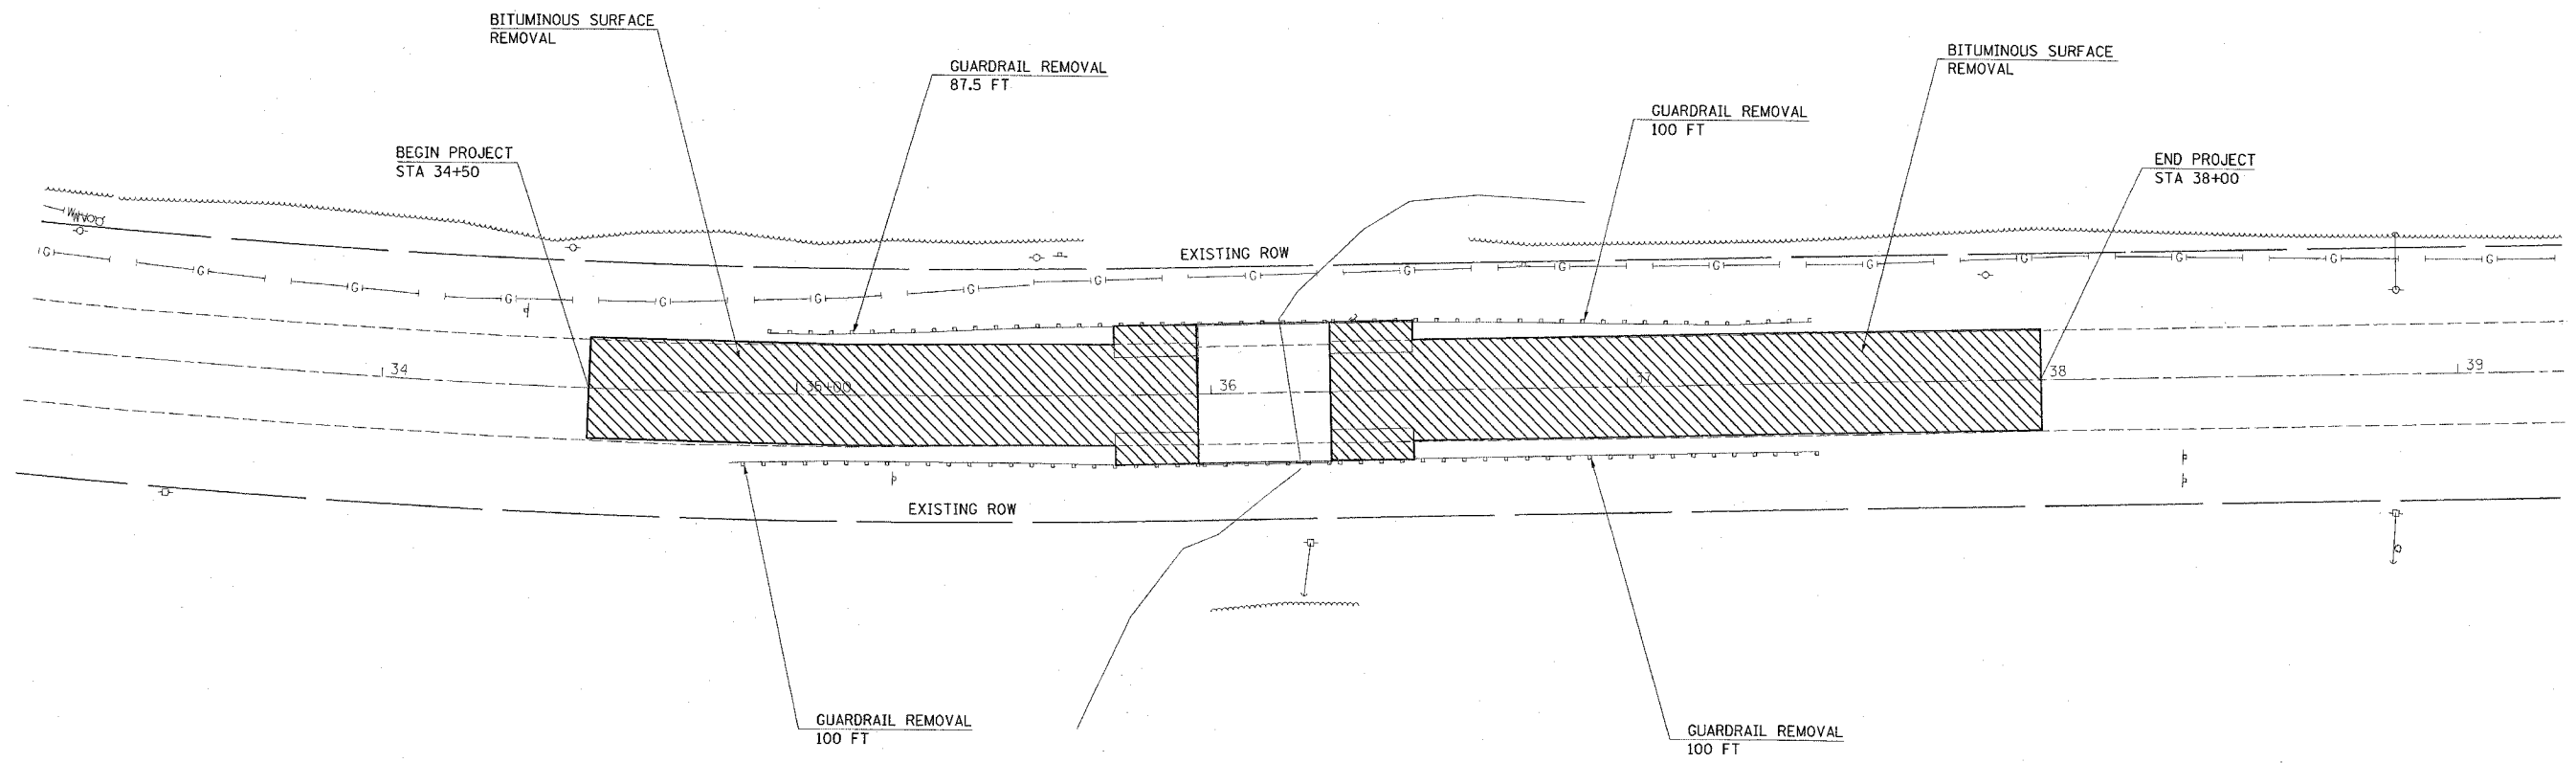 BITUMINOUS SURFACE
REMOVAL
BITUMINOUS SURFACE
REMOVAL
GUARDRAIL REMOVAL
87.5 FT
GUARDRAIL REMOVAL
100 FT
BEGIN PROJECT
STA 34+50
END PROJECT
STA 38+00
EXISTING ROW
G G G G G G G G G G G G G G G G G
34
35+00
36
37
38
39
EXISTING ROW
GUARDRAIL REMOVAL
100 FT
GUARDRAIL REMOVAL
100 FT